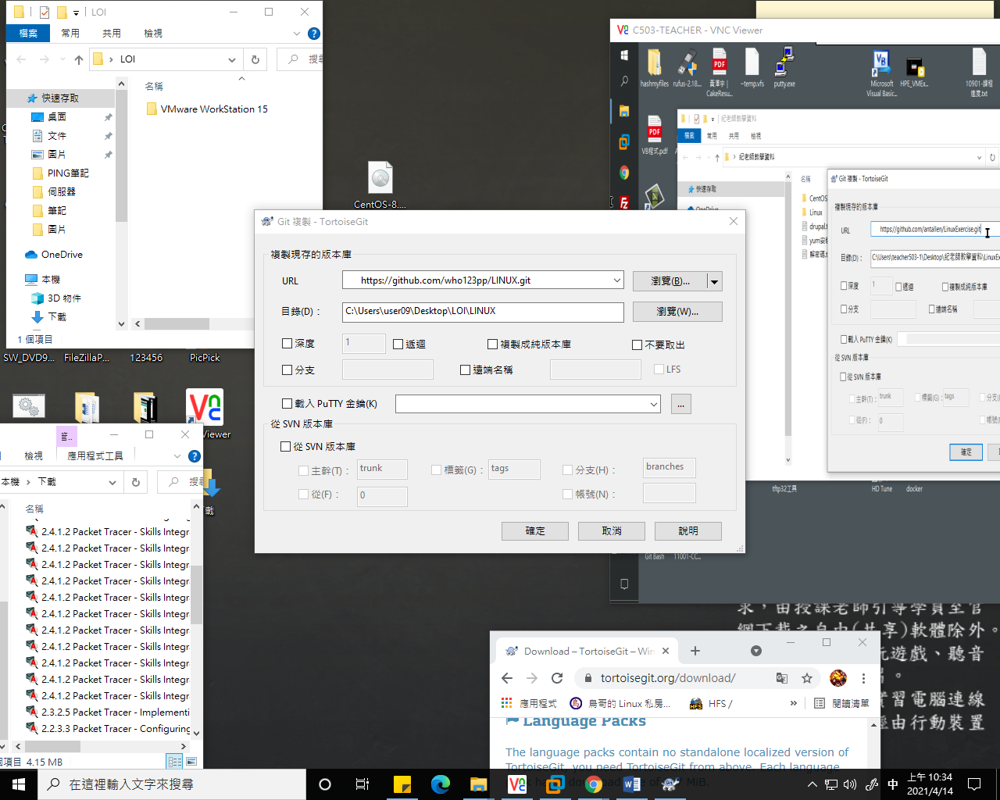 LOI
檔案 常用 共用 檢視
LOI
搜尋
名稱
快速存取
桌面
文件
圖片
PING筆記
伺服器
筆記
圖片
OneDrive
本機
3D 物件
下載
VMware WorkStation 15
1 個項目
CentOS-8....
SW_DVD9...
FileZillaP...
123456
PicPick
Viewer
管..
檢視
應用程式工具
本機 › 下載
搜尋
名稱
2.4.1.2 Packet Tracer - Skills Integr
2.4.1.2 Packet Tracer - Skills Integr
2.4.1.2 Packet Tracer - Skills Integr
2.4.1.2 Packet Tracer - Skills Integr
2.4.1.2 Packet Tracer - Skills Integr
2.4.1.2 Packet Tracer - Skills Integr
2.4.1.2 Packet Tracer - Skills Integr
2.4.1.2 Packet Tracer - Skills Integr
2.4.1.2 Packet Tracer - Skills Integr
2.4.1.2 Packet Tracer - Skills Integr
2.4.1.2 Packet Tracer - Skills Integr
2.3.2.5 Packet Tracer - Implementi
2.2.3.3 Packet Tracer - Configuring
項目 4.15 MB
Git 複製 - TortoiseGit
複製現存的版本庫
URL
https://github.com/who123pp/LINUX.git
瀏覽(B)...
目錄(D)：
C:\Users\user09\Desktop\LOI\LINUX
瀏覽(W)...
深度
1
遞迴
複製成純版本庫
不要取出
分支
遠端名稱
LFS
載入 PuTTY 金鑰(K)
...
從 SVN 版本庫
從 SVN 版本庫
主幹(T)：
trunk
標籤(G)：
tags
分支(H)：
branches
從(F)：
0
帳號(N)：
確定
取消
說明
C503-TEACHER - VNC Viewer
hashmyfiles
rufus-2.18...
黃澤宇 |
CakeResu...
~temp.vfs
putty.exe
Microsoft
Visual Basic...
HPE_VMEx...
10901-課程
進度.txt
VB程式.pdf
紀老師教學資料
檔案 常用 共用 檢視
紀老師教學資料
快速存取
OneDrive
名稱
CentOS
Linux
drupal.t
yum安裝
解密碼.t
Git 複製 - TortoiseGit
複製現存的版本庫
URL
https://github.com/antallen/LinuxExercise.git
目錄(D)：
C:\Users\teacher503-1\Desktop\紀老師教學資料\LinuxEx
深度
1
遞迴
複製成純版本庫
分支
遠端名稱
載入 PuTTY 金鑰(K)
從 SVN 版本庫
從 SVN 版本庫
主幹(T)：
trunk
標籤(G)：
tags
分支(
從(F)：
0
帳號(
確定
tftp32工具
HD Tune
docker
Git Bash
11001-CC...
求，由授課老師引導學員至官
網下載之自由(共享)軟體除外。
玩遊戲、聽音
。
實習電腦連線
經由行動裝置
Download – TortoiseGit – Win
tortoisegit.org/download/
應用程式
鳥哥的 Linux 私房...
HFS /
»
閱讀清單
Language Packs
The language packs contain no standalone localized version of
TortoiseGit, you need TortoiseGit from above. Each language
在這裡輸入文字來搜尋
中
上午 10:34
2021/4/14